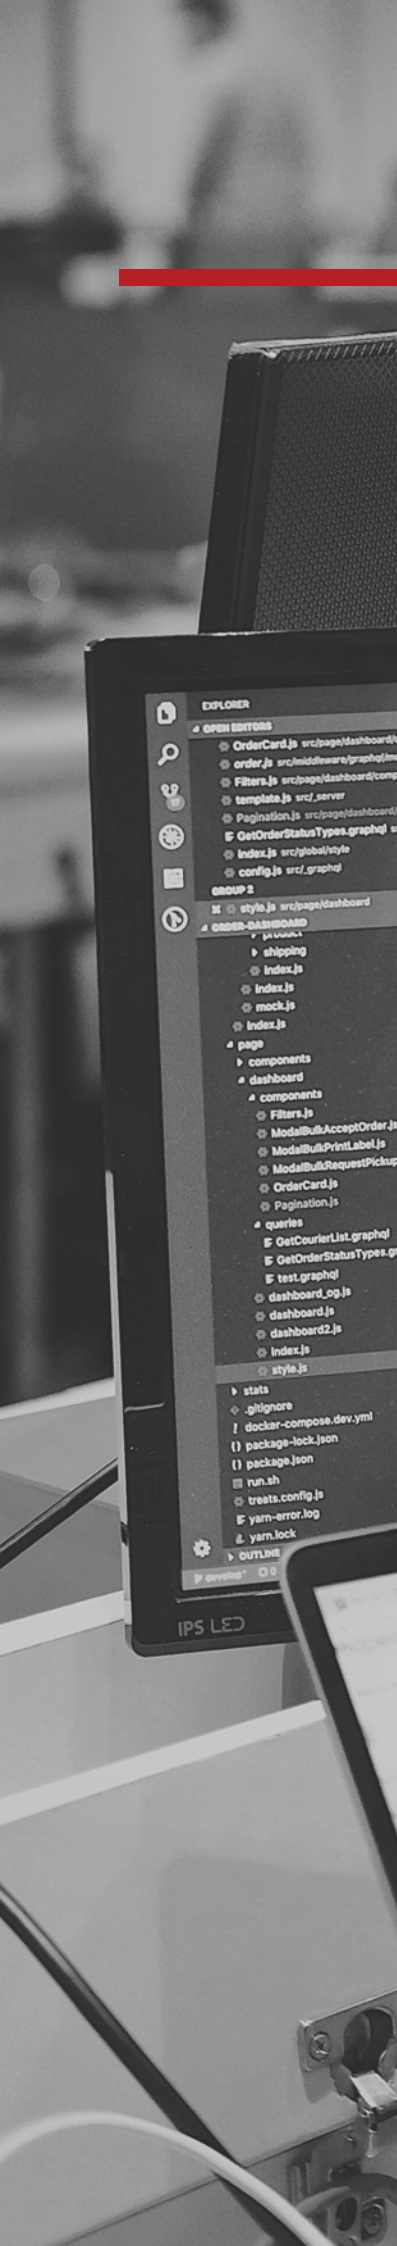 EXPLORER
OPEN EDITORS
OrderCard.js src/page/dashboard/
order.js src/middleware/graphql/
Filters.js src/page/dashboard/comp
template.js src/_server
Pagination.js src/page/dashboard/
GetOrderStatusTypes.graphql
index.js src/global/style
config.js src/_graphql
GROUP 2
style.js src/page/dashboard
ORDER-DASHBOARD
product
shipping
index.js
index.js
mock.js
index.js
page
components
dashboard
components
Filters.js
ModalBulkAcceptOrder.js
ModalBulkPrintLabel.js
ModalBulkRequestPickup
OrderCard.js
Pagination.js
queries
GetCourierList.graphql
GetOrderStatusTypes.gr
test.graphql
dashboard_og.js
dashboard.js
dashboard2.js
index.js
style.js
stats
.gitignore
docker-compose.dev.yml
package-lock.json
package.json
run.sh
treats.config.js
yarn-error.log
yarn.lock
OUTLINE
develop* 0
IPS LED